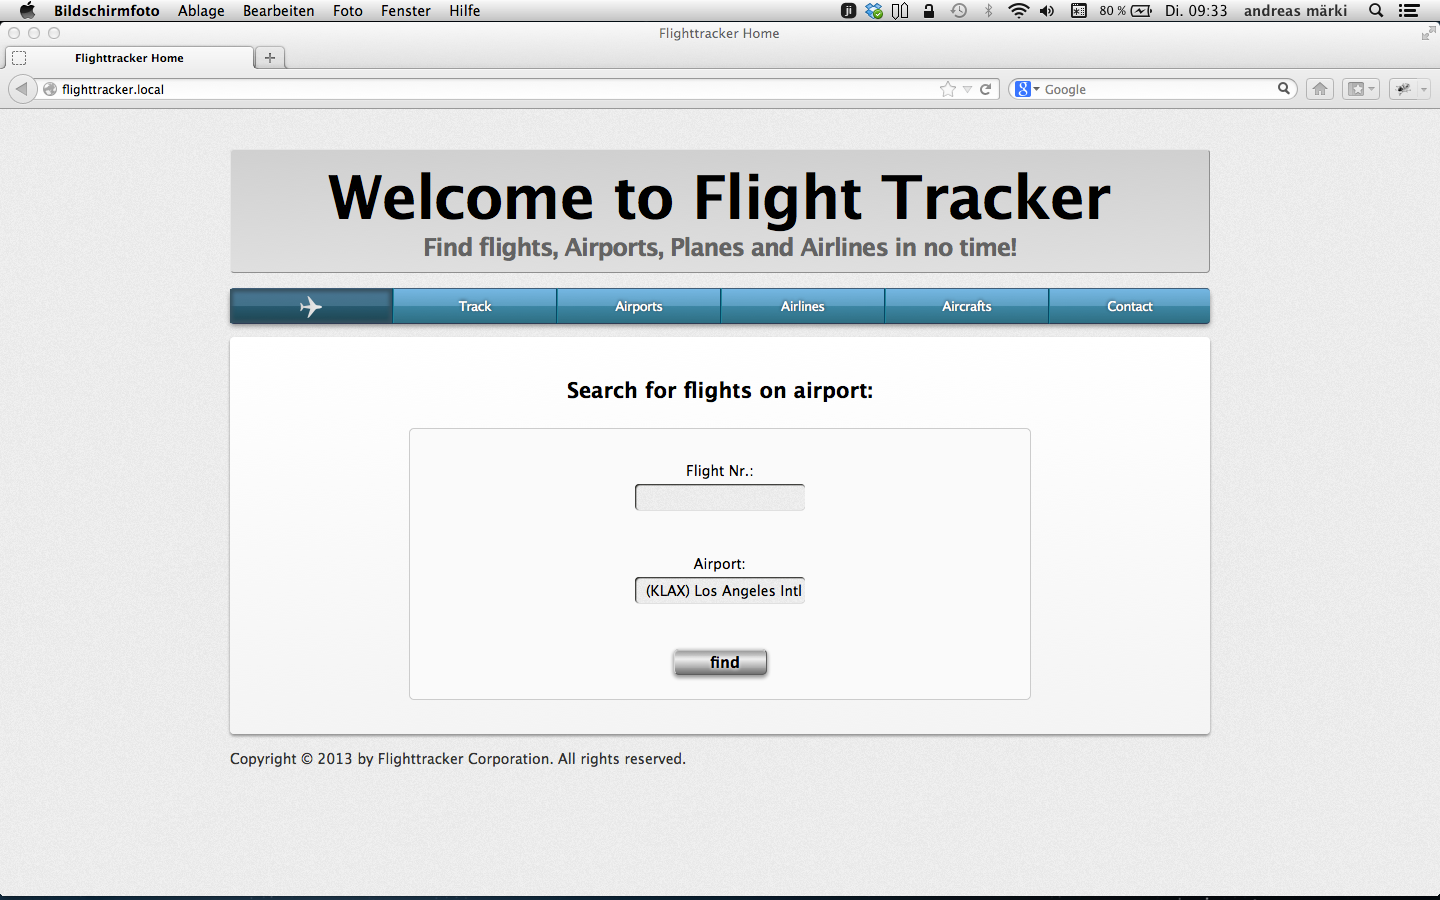 Bildschirmfoto Ablage Bearbeiten Foto Fenster Hilfe ji 80 % Di. 09:33 andreas märki
Flighttracker Home
Flighttracker Home
flighttracker.local Google
Welcome to Flight Tracker
Find flights, Airports, Planes and Airlines in no time!
Track Airports Airlines Aircrafts Contact
Search for flights on airport:
Flight Nr.:
Airport:
(KLAX) Los Angeles Intl
find
Copyright © 2013 by Flighttracker Corporation. All rights reserved.